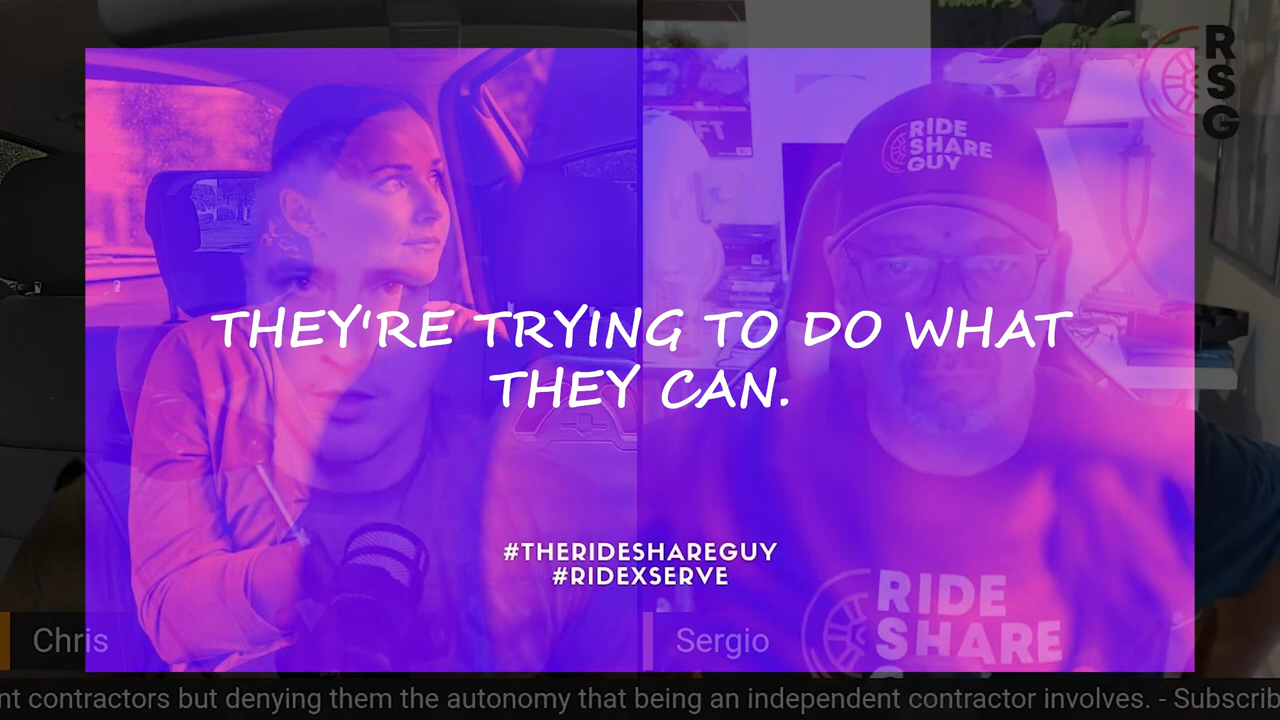 RSG
RIDE
SHARE
GUY
THEY'RE TRYING TO DO WHAT
THEY CAN.
#THERIDESHAREGUY
#RIDEXSERVE
RIDE
SHARE
Chris
Sergio
nt contractors but denying them the autonomy that being an independent contractor involves. - Subscrib